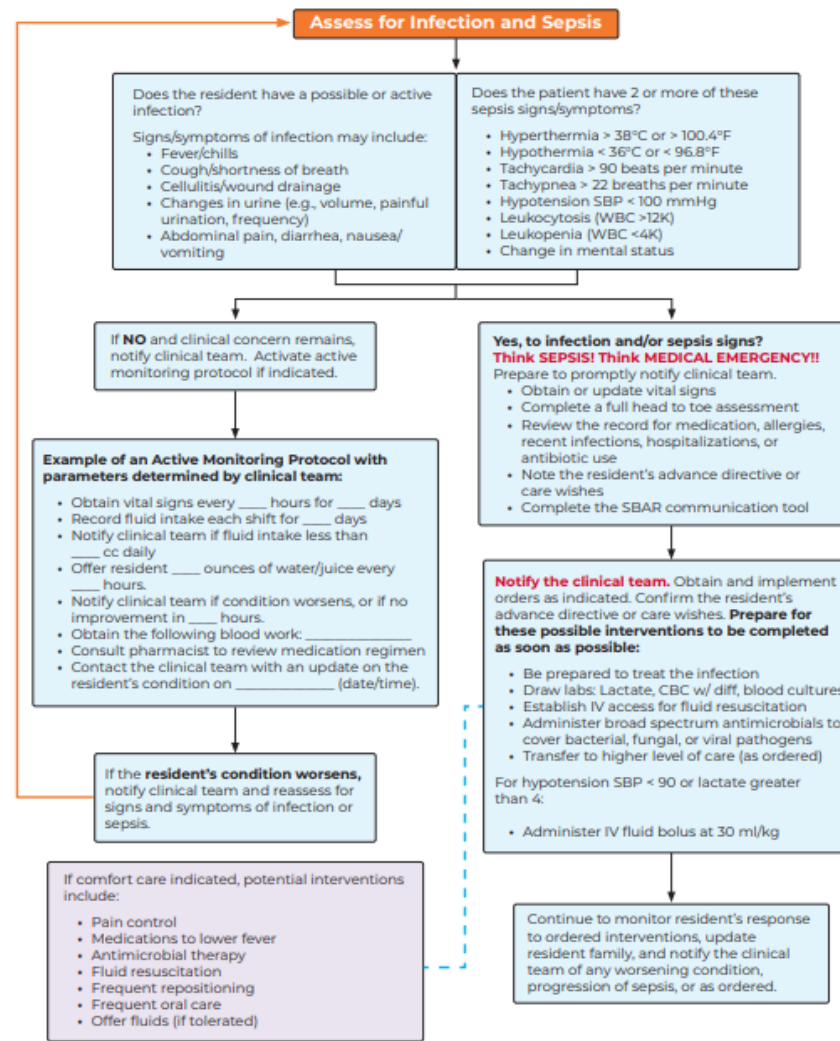 Assess for Infection and Sepsis
Does the resident have a possible or active
infection?
Signs/symptoms of infection may include:
• Fever/chills
• Cough/shortness of breath
• Cellulitis/wound drainage
• Changes in urine (e.g., volume, painful
urination, frequency)
• Abdominal pain, diarrhea, nausea/
vomiting
Does the patient have 2 or more of these
sepsis signs/symptoms?
• Hyperthermia > 38°C or > 100.4°F
• Hypothermia < 36°C or < 96.8°F
• Tachycardia > 90 beats per minute
• Tachypnea > 22 breaths per minute
• Hypotension SBP < 100 mmHg
• Leukocytosis (WBC >12K)
• Leukopenia (WBC <4K)
• Change in mental status
If NO and clinical concern remains,
notify clinical team. Activate active
monitoring protocol if indicated.
Example of an Active Monitoring Protocol with
parameters determined by clinical team:
• Obtain vital signs every ____ hours for ____ days
• Record fluid intake each shift for ____ days
• Notify clinical team if fluid intake less than
____ cc daily
• Offer resident ____ ounces of water/juice every
____ hours.
• Notify clinical team if condition worsens, or if no
improvement in ____ hours.
• Obtain the following blood work: ______________
• Consult pharmacist to review medication regimen
• Contact the clinical team with an update on the
resident's condition on _____________ (date/time).
If the resident's condition worsens,
notify clinical team and reassess for
signs and symptoms of infection or
sepsis.
Yes, to infection and/or sepsis signs?
Think SEPSIS! Think MEDICAL EMERGENCY!!
Prepare to promptly notify clinical team.
• Obtain or update vital signs
• Complete a full head to toe assessment
• Review the record for medication, allergies,
recent infections, hospitalizations, or
antibiotic use
• Note the resident's advance directive or
care wishes
• Complete the SBAR communication tool
Notify the clinical team. Obtain and implement
orders as indicated. Confirm the resident's
advance directive or care wishes. Prepare for
these possible interventions to be completed
as soon as possible:
• Be prepared to treat the infection
• Draw labs: Lactate, CBC w/ diff, blood cultures
• Establish IV access for fluid resuscitation
• Administer broad spectrum antimicrobials to
cover bacterial, fungal, or viral pathogens
• Transfer to higher level of care (as ordered)
For hypotension SBP < 90 or lactate greater
than 4:
• Administer IV fluid bolus at 30 ml/kg
If comfort care indicated, potential interventions
include:
• Pain control
• Medications to lower fever
• Antimicrobial therapy
• Fluid resuscitation
• Frequent repositioning
• Frequent oral care
• Offer fluids (if tolerated)
Continue to monitor resident's response
to ordered interventions, update
resident family, and notify the clinical
team of any worsening condition,
progression of sepsis, or as ordered.